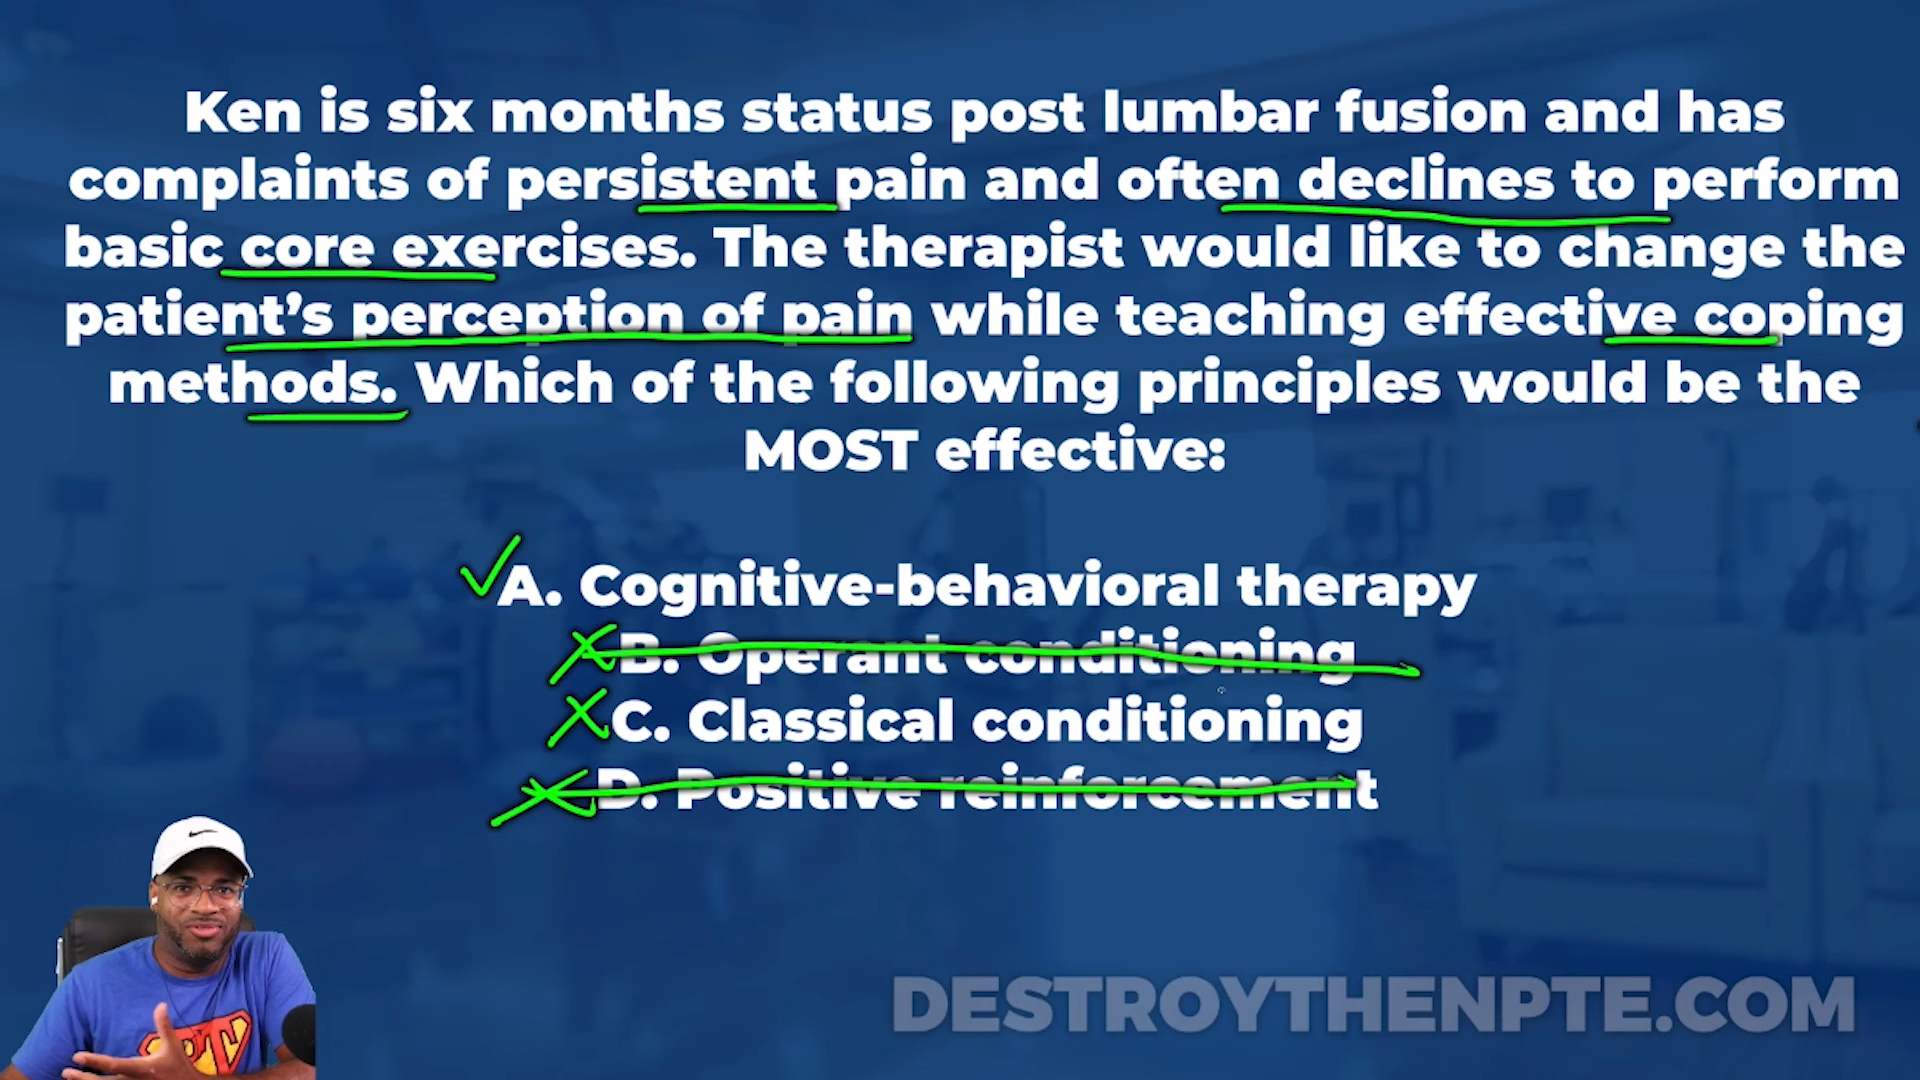 Ken is six months status post lumbar fusion and has
complaints of persistent pain and often declines to perform
basic core exercises. The therapist would like to change the
patient’s perception of pain while teaching effective coping
methods. Which of the following principles would be the
MOST effective:
A. Cognitive-behavioral therapy
B. Operant conditioning
C. Classical conditioning
D. Positive reinforcement
PT
DESTROYTHENPTE.COM